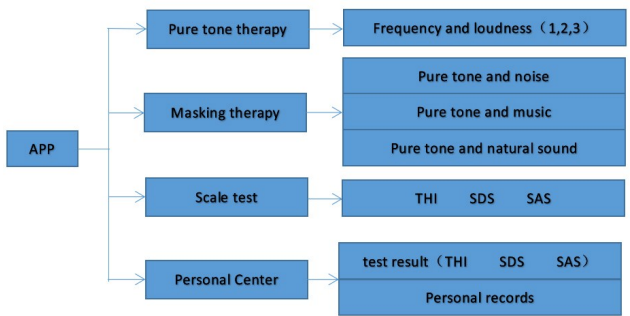 Pure tone therapy
Frequency and loudness（1,2,3）
Pure tone and noise
Masking therapy
Pure tone and music
Pure tone and natural sound
APP
Scale test
THI SDS SAS
test result（THI SDS SAS）
Personal Center
Personal records